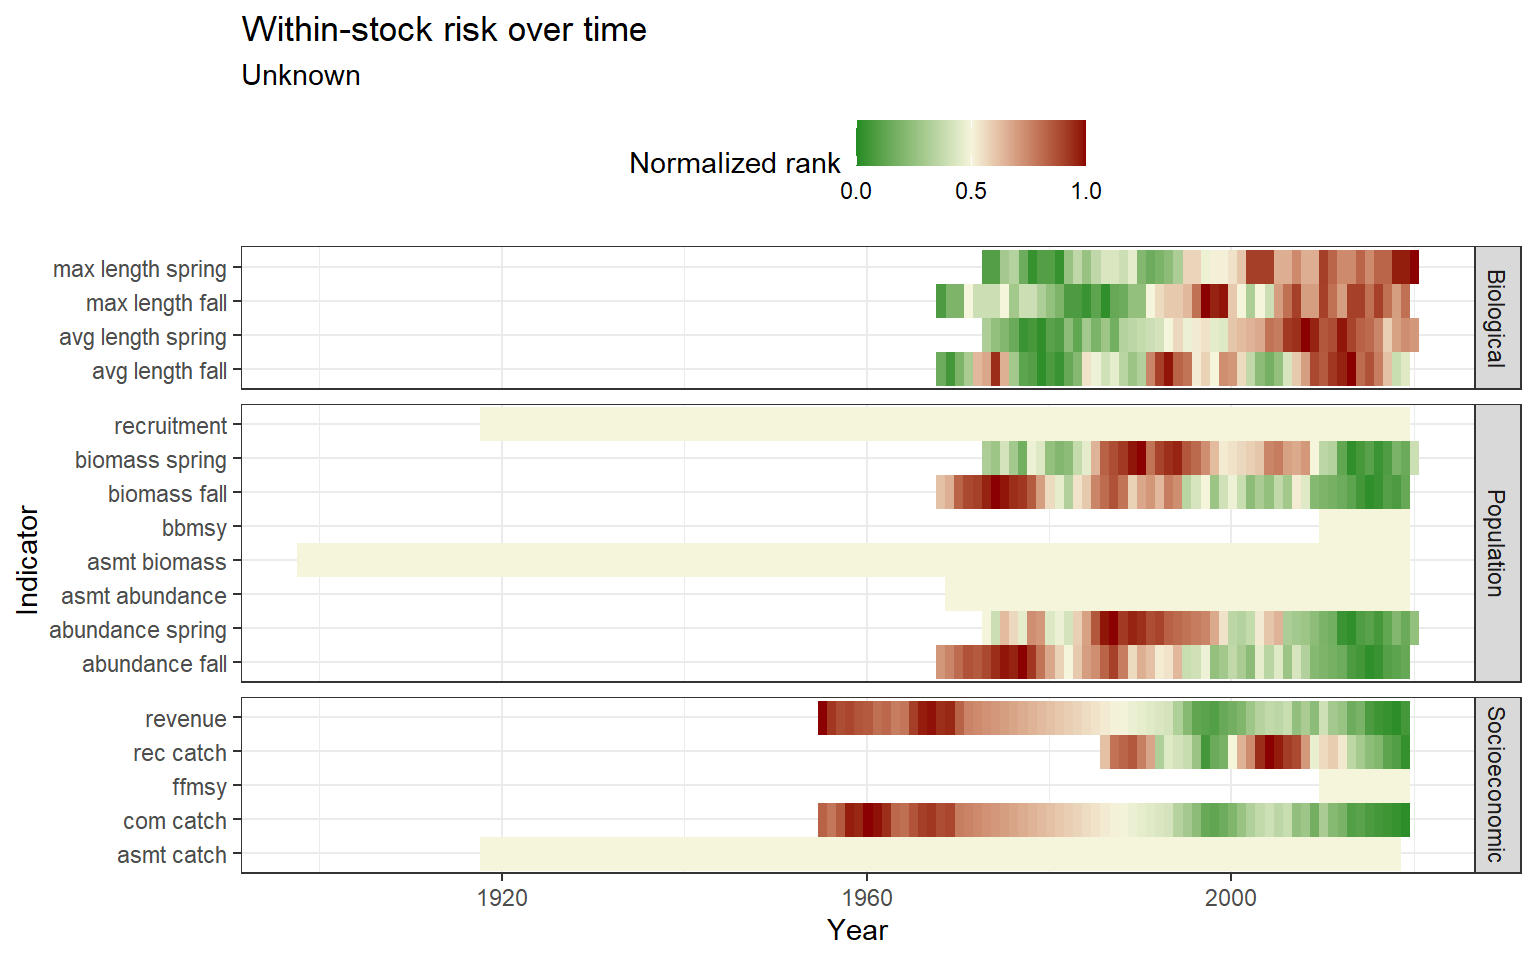 Within-stock risk over time
Unknown
Normalized rank
0.0 0.5 1.0
max length spring
max length fall
avg length spring
avg length fall
Biological
recruitment
biomass spring
biomass fall
bbmsy
asmt biomass
asmt abundance
abundance spring
abundance fall
Population
revenue
rec catch
ffmsy
com catch
asmt catch
Socioeconomic
Indicator
1920 1960 2000
Year